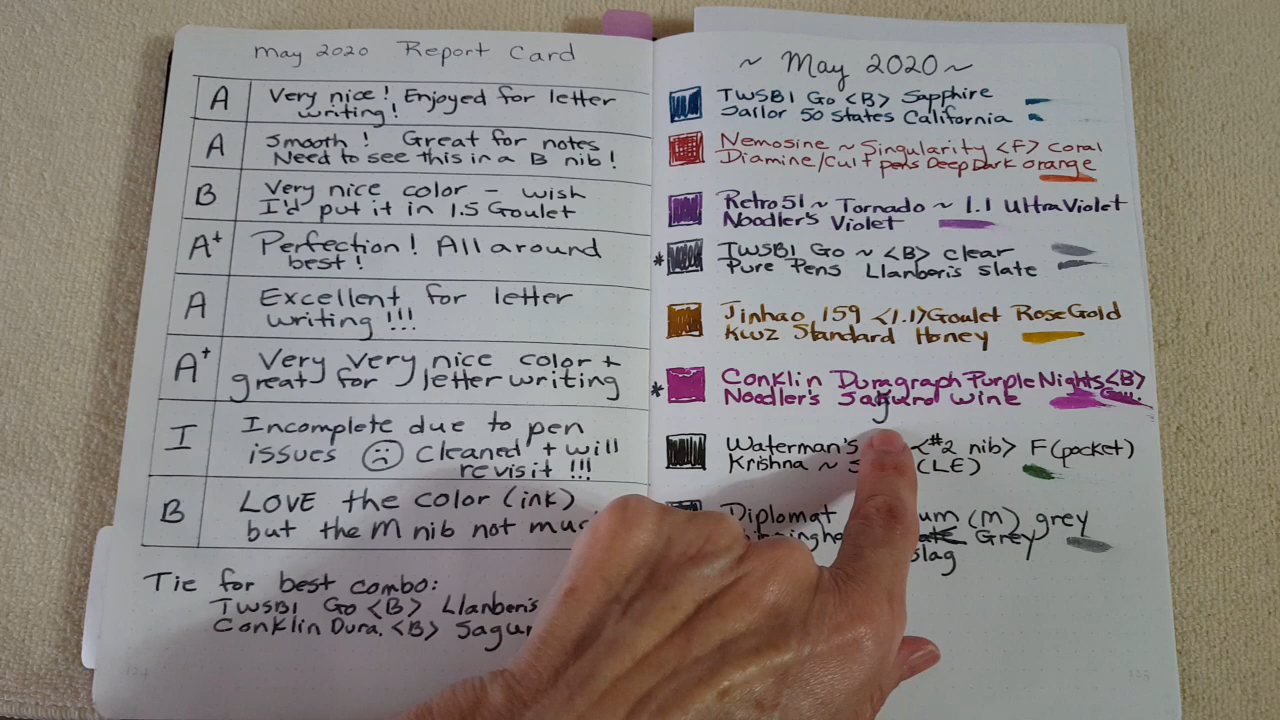 May 2020 Report Card
A Very nice! Enjoyed for letter
writing!
A Smooth! Great for notes
Need to see this in a B nib!
B Very nice color - wish
I'd put it in 1.5 Goulet
A+ Perfection! All around
best!
A Excellent for letter
writing!!!
A+ Very very nice color +
great for letter writing
I Incomplete due to pen
issues ☹ cleaned + will
revisit!!!
B LOVE the color (ink)
but the M nib not
Tie for best combo:
TWSBI Go <B> Llanberis
Conklin Dura. <B>
124
~ May 2020 ~
TWSBI Go <B> Sapphire
Sailor 50 States California
Nemosine ~ Singularity <F> Coral
Diamine/Cult pens Deep Dark orange
Retro51 ~ Tornado ~ 1.1 UltraViolet
Noodler's Violet
* TWSBI Go ~ <B> clear
Pure Pens Llanberis slate
Jinhao 159 <1.1> Goulet Rose Gold
KWZ Standard Honey
* Conklin Duragraph Purple Nights <B>
Noodler's Saguaro Wine
Waterman's <#2 nib> F (pocket)
Krishna ~ (LE)
Diplomat (M) grey
Grey
slag